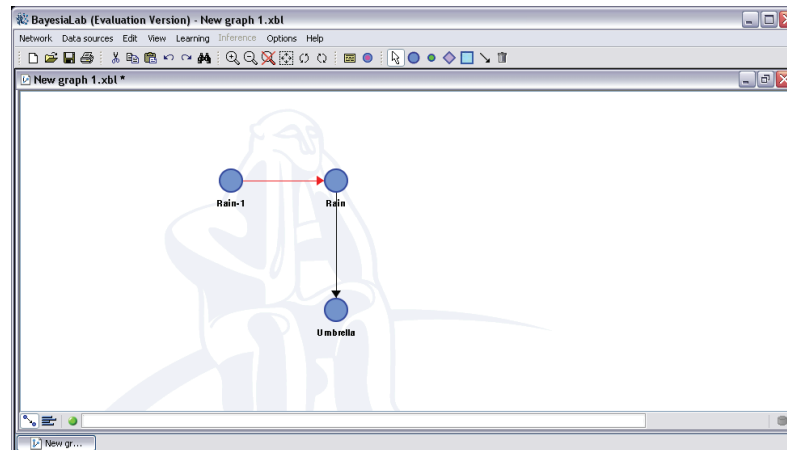 BayesiaLab (Evaluation Version) - New graph 1.xbl
Network Data sources Edit View Learning Inference Options Help
New graph 1.xbl *
Rain-1
Rain
Umbrella
New gr...